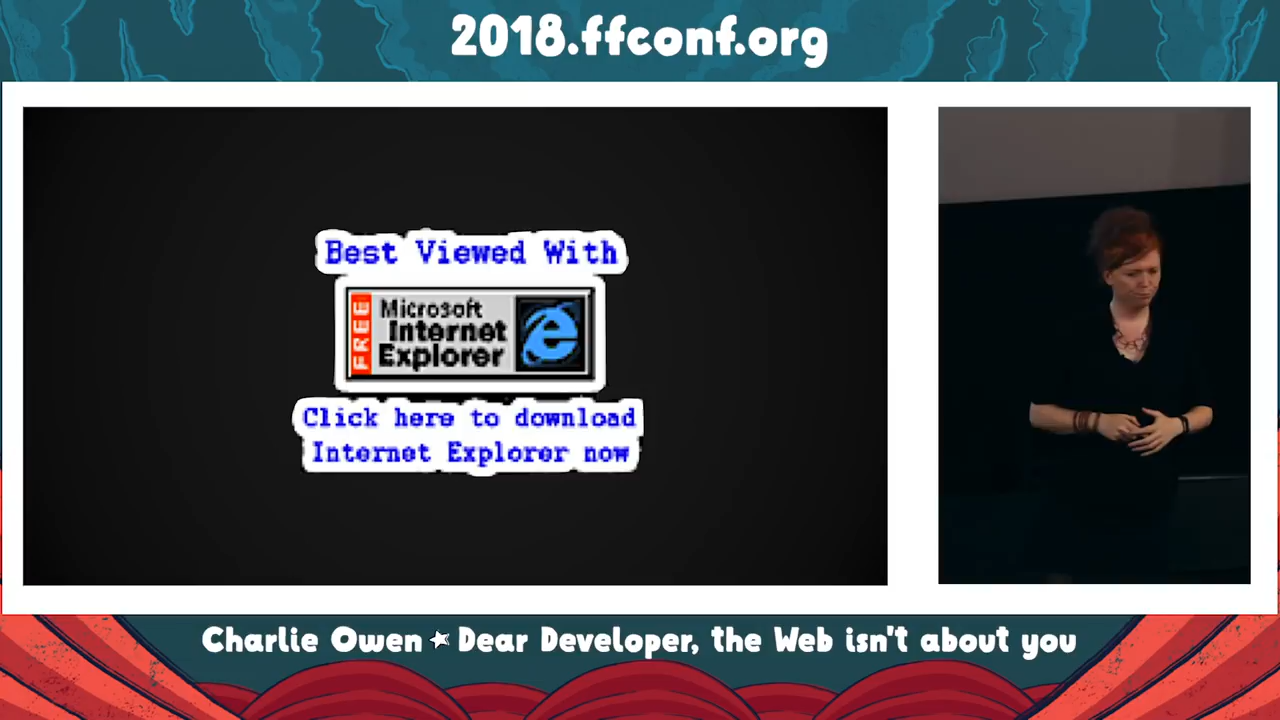 2018.ffconf.org
Best Viewed With
FREE
Microsoft
Internet
Explorer
Click here to download
Internet Explorer now
Charlie Owen ★ Dear Developer, the Web isn't about you